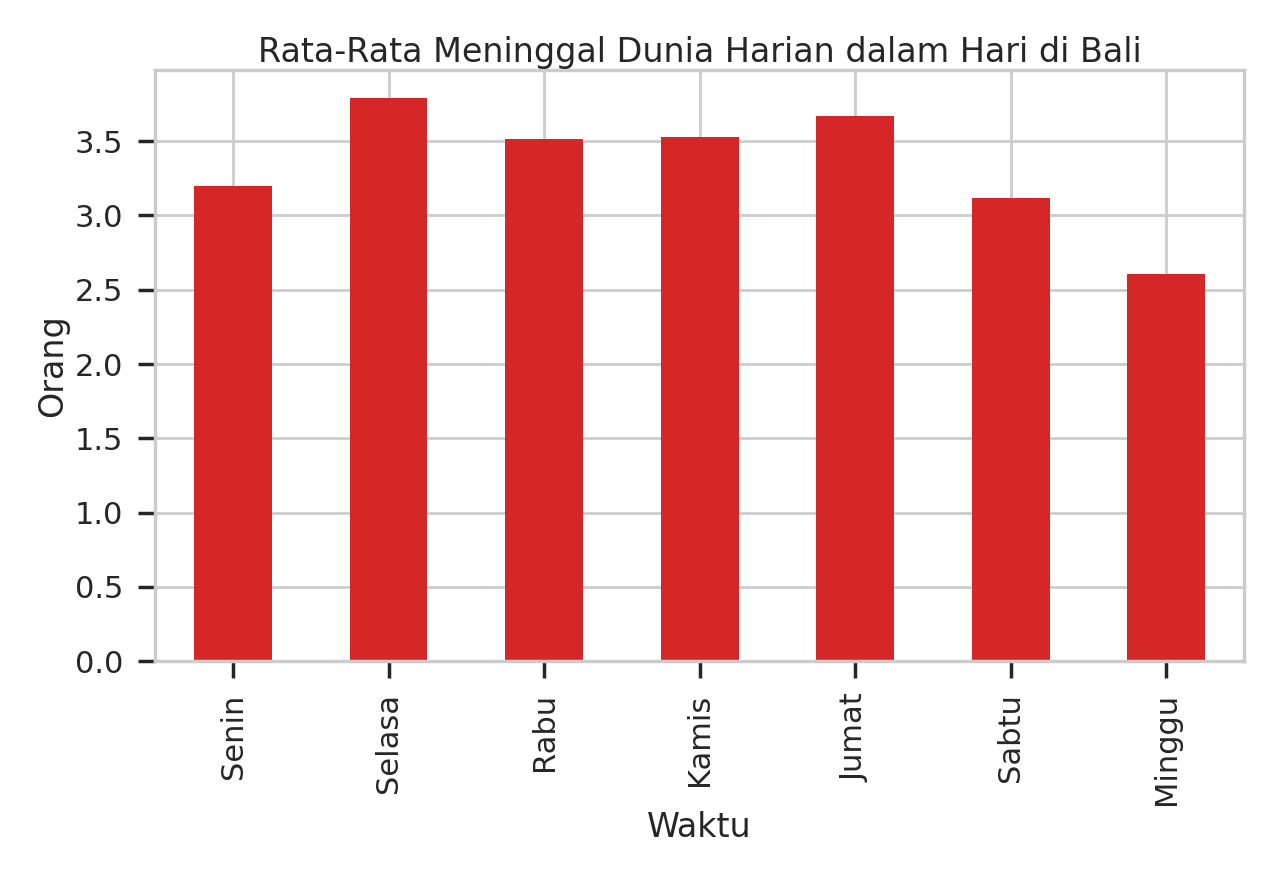 Rata-Rata Meninggal Dunia Harian dalam Hari di Bali
3.5
3.0
2.5
2.0
1.5
1.0
0.5
0.0
Orang
Senin
Selasa
Rabu
Kamis
Jumat
Sabtu
Minggu
Waktu